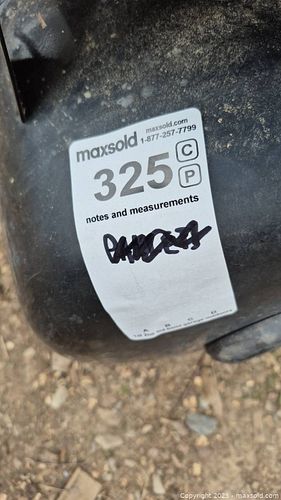 maxsold.com
maxsold 1-877-257-7799
325 C
P
notes and measurements
A B C D
Copyright 2023 - maxsold.com